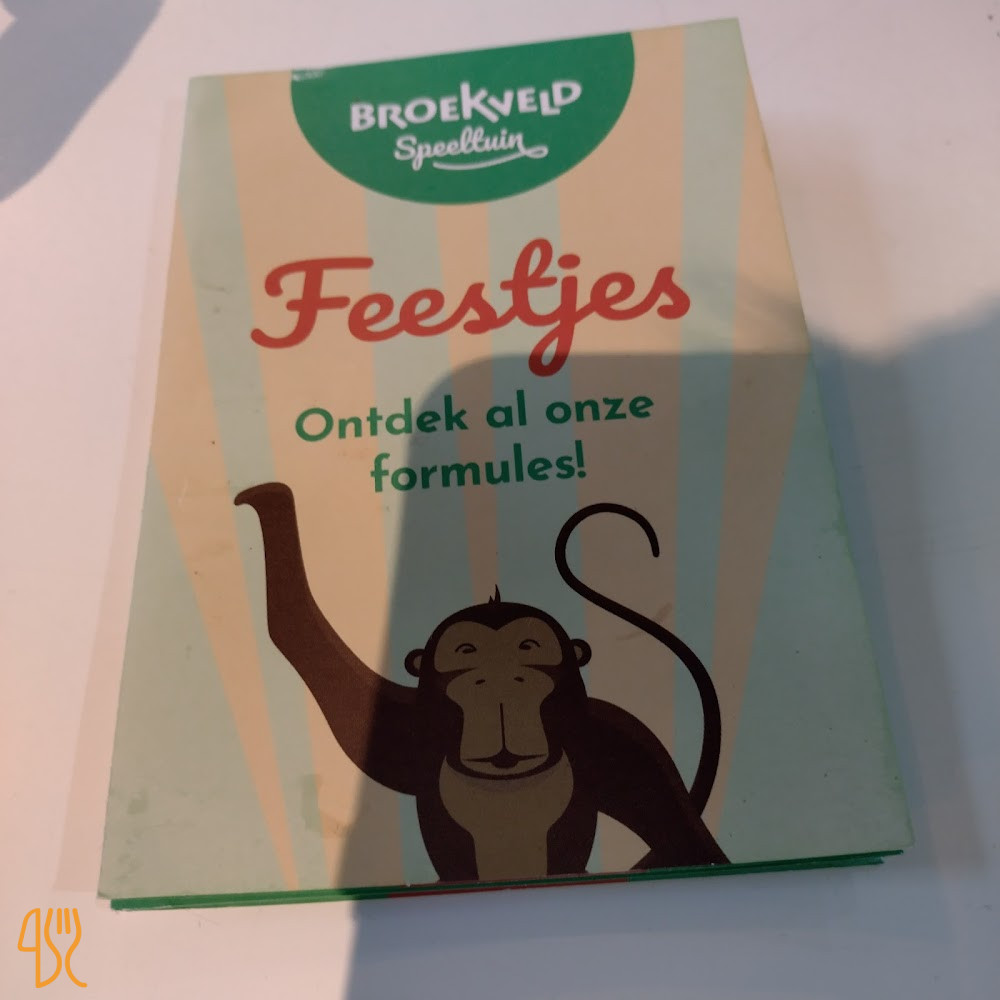 BROEKVELD
Speeltuin
Feestjes
Ontdek al onze
formules!